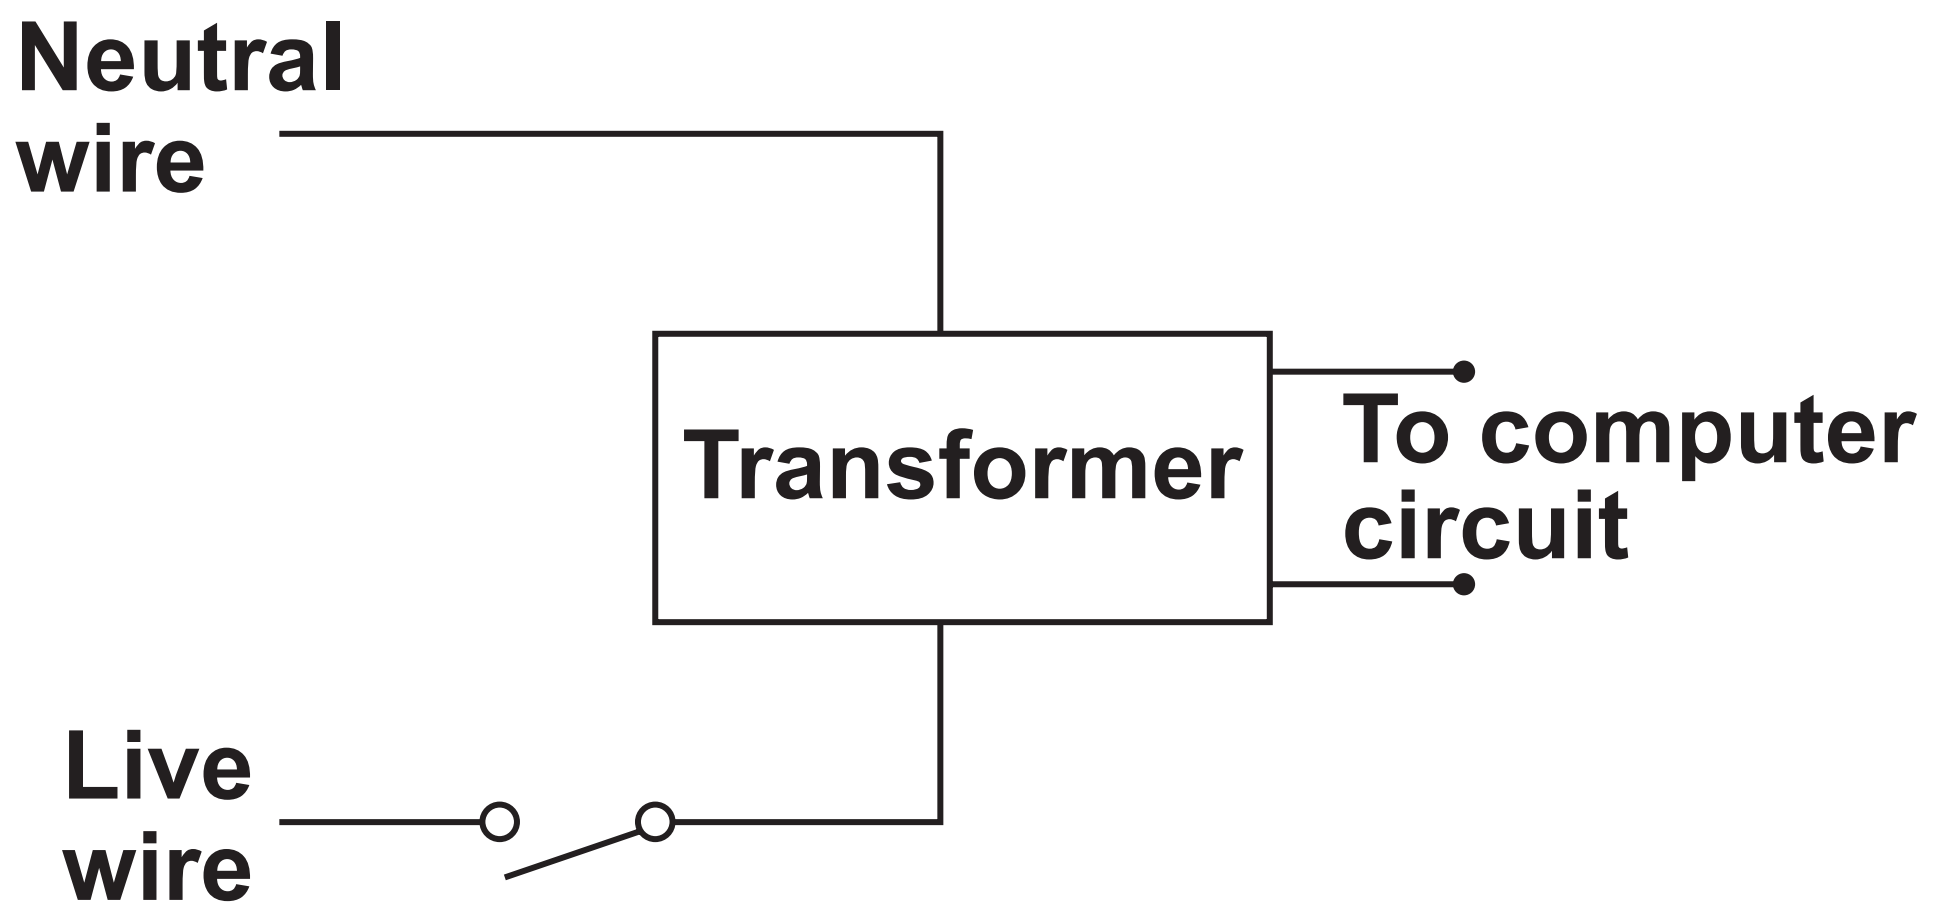 Neutral
wire
Transformer
To computer
circuit
Live
wire